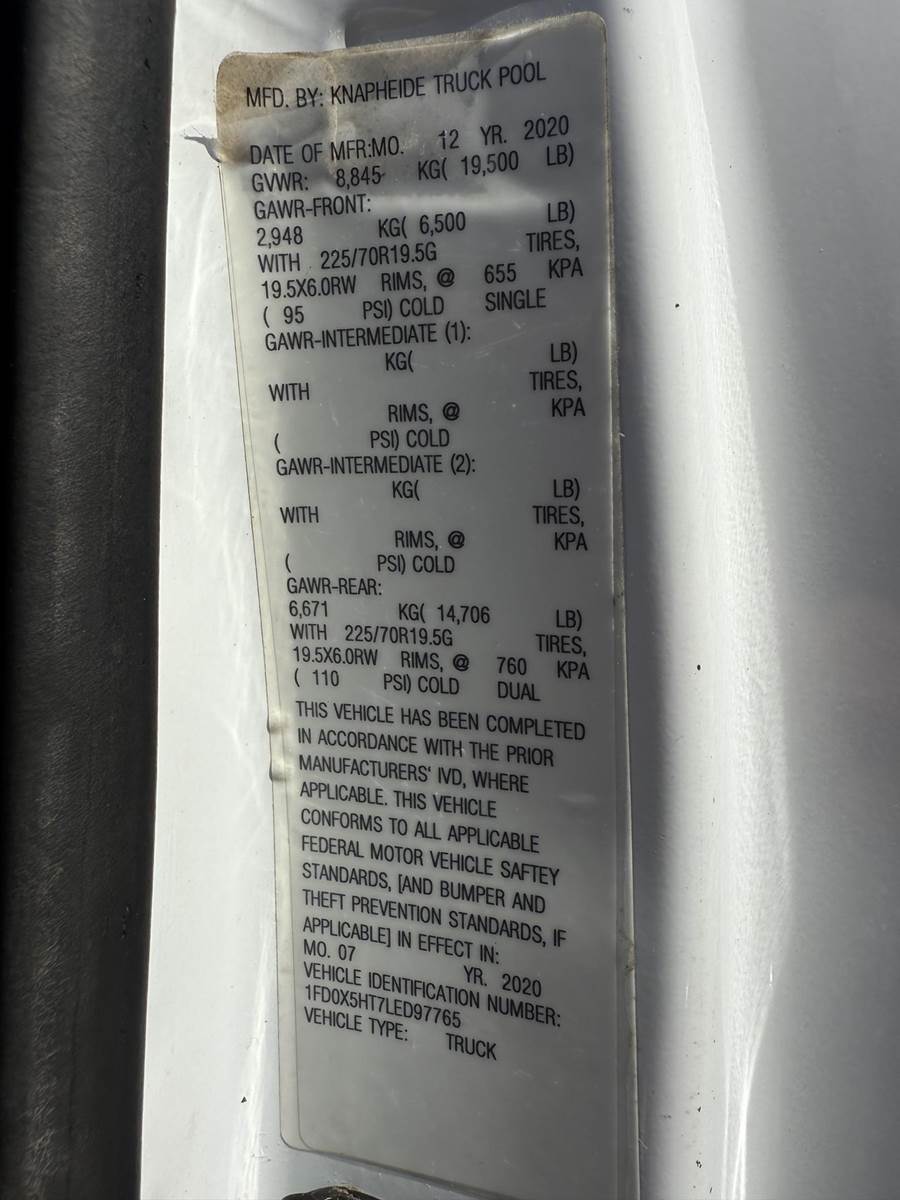 MFD. BY: KNAPHEIDE TRUCK POOL
DATE OF MFR:MO. 12 YR. 2020
GVWR: 8,845 KG( 19,500 LB)
GAWR-FRONT:
2,948 KG( 6,500 LB)
WITH 225/70R19.5G TIRES,
19.5X6.0RW RIMS, @ 655 KPA
( 95 PSI) COLD SINGLE
GAWR-INTERMEDIATE (1):
KG( LB)
WITH TIRES,
RIMS, @ KPA
( PSI) COLD
GAWR-INTERMEDIATE (2):
KG( LB)
WITH TIRES,
RIMS, @ KPA
( PSI) COLD
GAWR-REAR:
6,671 KG( 14,706 LB)
WITH 225/70R19.5G TIRES,
19.5X6.0RW RIMS, @ 760 KPA
( 110 PSI) COLD DUAL
THIS VEHICLE HAS BEEN COMPLETED
IN ACCORDANCE WITH THE PRIOR
MANUFACTURERS' IVD, WHERE
APPLICABLE. THIS VEHICLE
CONFORMS TO ALL APPLICABLE
FEDERAL MOTOR VEHICLE SAFTEY
STANDARDS, [AND BUMPER AND
THEFT PREVENTION STANDARDS, IF
APPLICABLE] IN EFFECT IN:
MO. 07 YR. 2020
VEHICLE IDENTIFICATION NUMBER:
1FD0X5HT7LED97765
VEHICLE TYPE: TRUCK